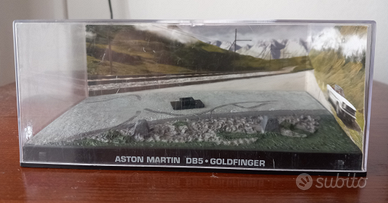 ASTON MARTIN DB5 • GOLDFINGER
subito